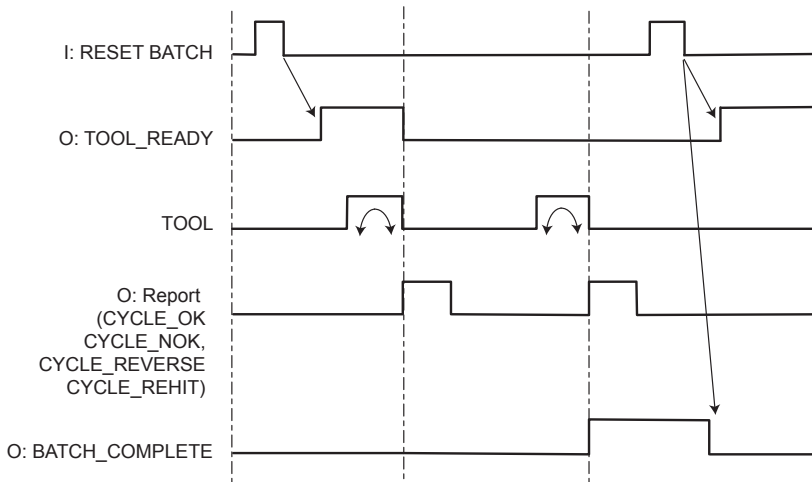 I: RESET BATCH
O: TOOL_READY
TOOL
O: Report
(CYCLE_OK
CYCLE_NOK,
CYCLE_REVERSE
CYCLE_REHIT)
O: BATCH_COMPLETE